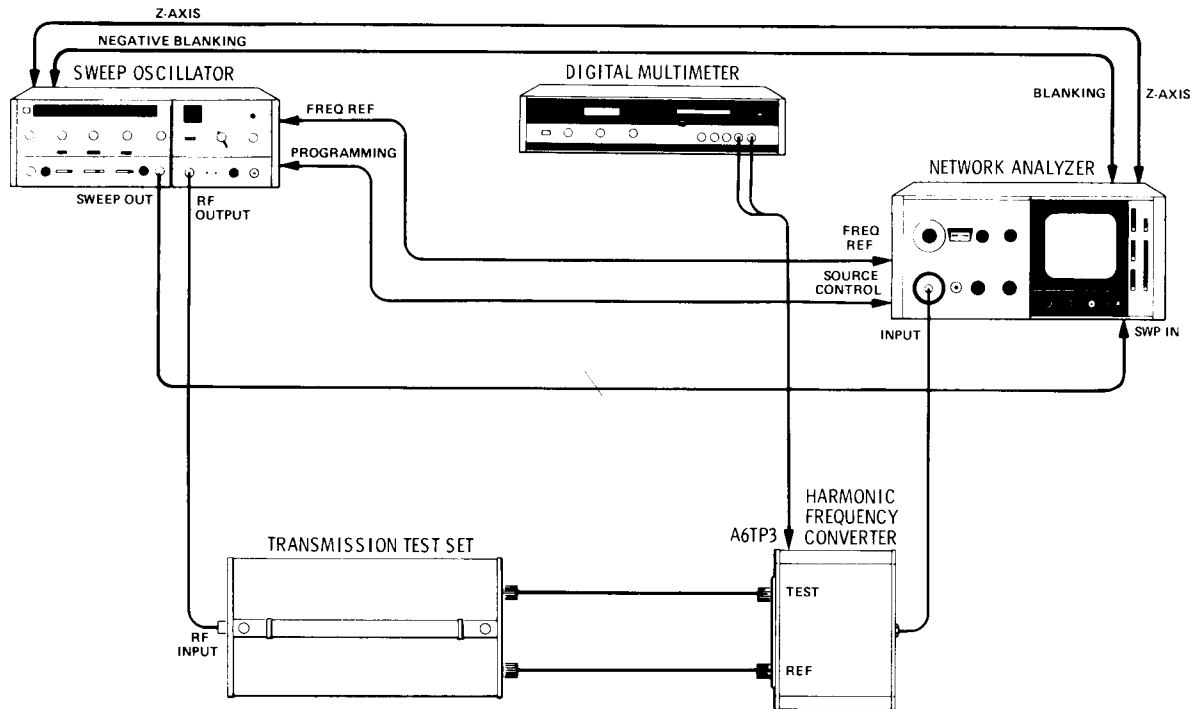 Z-AXIS
NEGATIVE BLANKING
SWEEP OSCILLATOR
DIGITAL MULTIMETER
BLANKING
Z-AXIS
FREQ REF
PROGRAMMING
NETWORK ANALYZER
SWEEP OUT
RF
OUTPUT
FREQ
REF
SOURCE
CONTROL
INPUT
SWP IN
HARMONIC
FREQUENCY
CONVERTER
A6TP3
TRANSMISSION TEST SET
TEST
RF
INPUT
REF